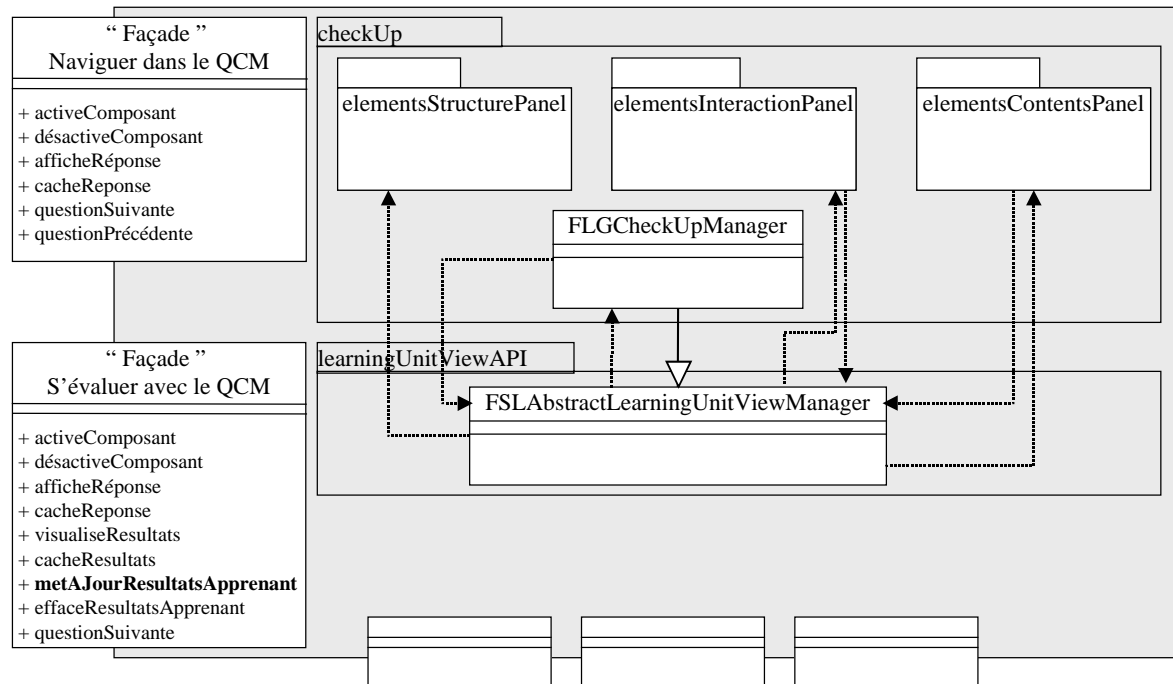 “ Façade ”
Naviguer dans le QCM
+ activeComposant
+ désactiveComposant
+ afficheRéponse
+ cacheReponse
+ questionSuivante
+ questionPrécédente
checkUp
elementsStructurePanel
elementsInteractionPanel
elementsContentsPanel
FLGCheckUpManager
“ Façade ”
S’évaluer avec le QCM
+ activeComposant
+ désactiveComposant
+ afficheRéponse
+ cacheReponse
+ visualiseResultats
+ cacheResultats
+ metAJourResultatsApprenant
+ effaceResultatsApprenant
+ questionSuivante
learningUnitViewAPI
FSLAbstractLearningUnitViewManager